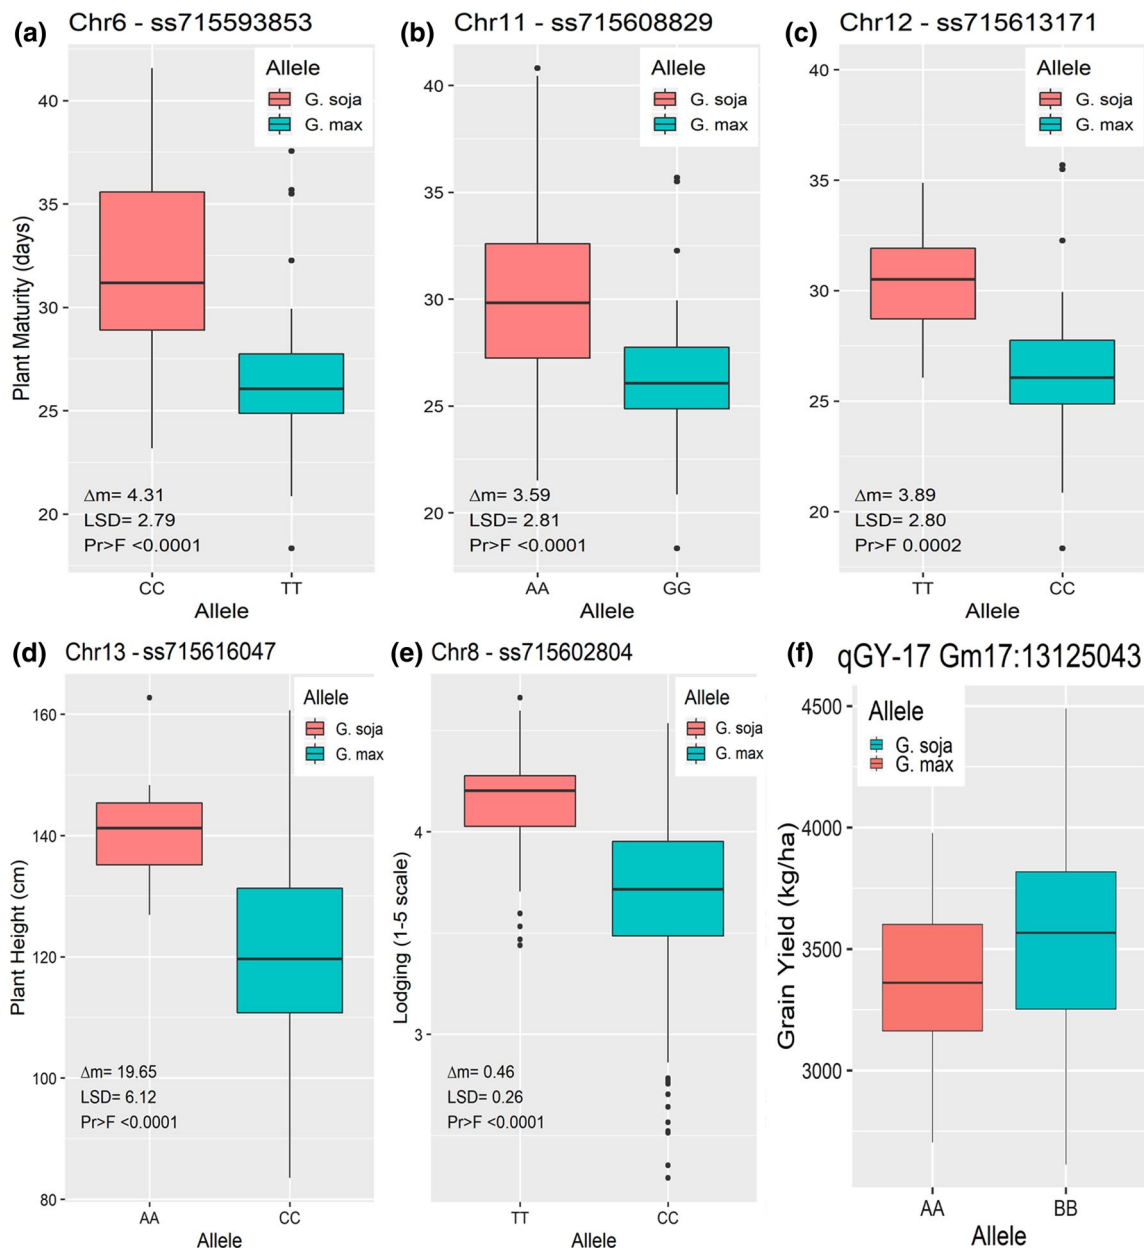 (a) Chr6 - ss715593853
Plant Maturity (days)
40
35
30
25
20
Allele
G. soja
G. max
Δm= 4.31
LSD= 2.79
Pr>F <0.0001
CC TT
Allele
(b) Chr11 - ss715608829
40
35
30
25
20
Allele
G. soja
G. max
Δm= 3.59
LSD= 2.81
Pr>F <0.0001
AA GG
Allele
(c) Chr12 - ss715613171
40
35
30
25
20
Allele
G. soja
G. max
Δm= 3.89
LSD= 2.80
Pr>F 0.0002
TT CC
Allele
(d) Chr13 - ss715616047
Plant Height (cm)
160
140
120
100
80
Allele
G. soja
G. max
Δm= 19.65
LSD= 6.12
Pr>F <0.0001
AA CC
Allele
(e) Chr8 - ss715602804
Lodging (1-5 scale)
4
3
Allele
G. soja
G. max
Δm= 0.46
LSD= 0.26
Pr>F <0.0001
TT CC
Allele
(f) qGY-17 Gm17:13125043
Grain Yield (kg/ha)
4500
4000
3500
3000
Allele
G. soja
G. max
AA BB
Allele